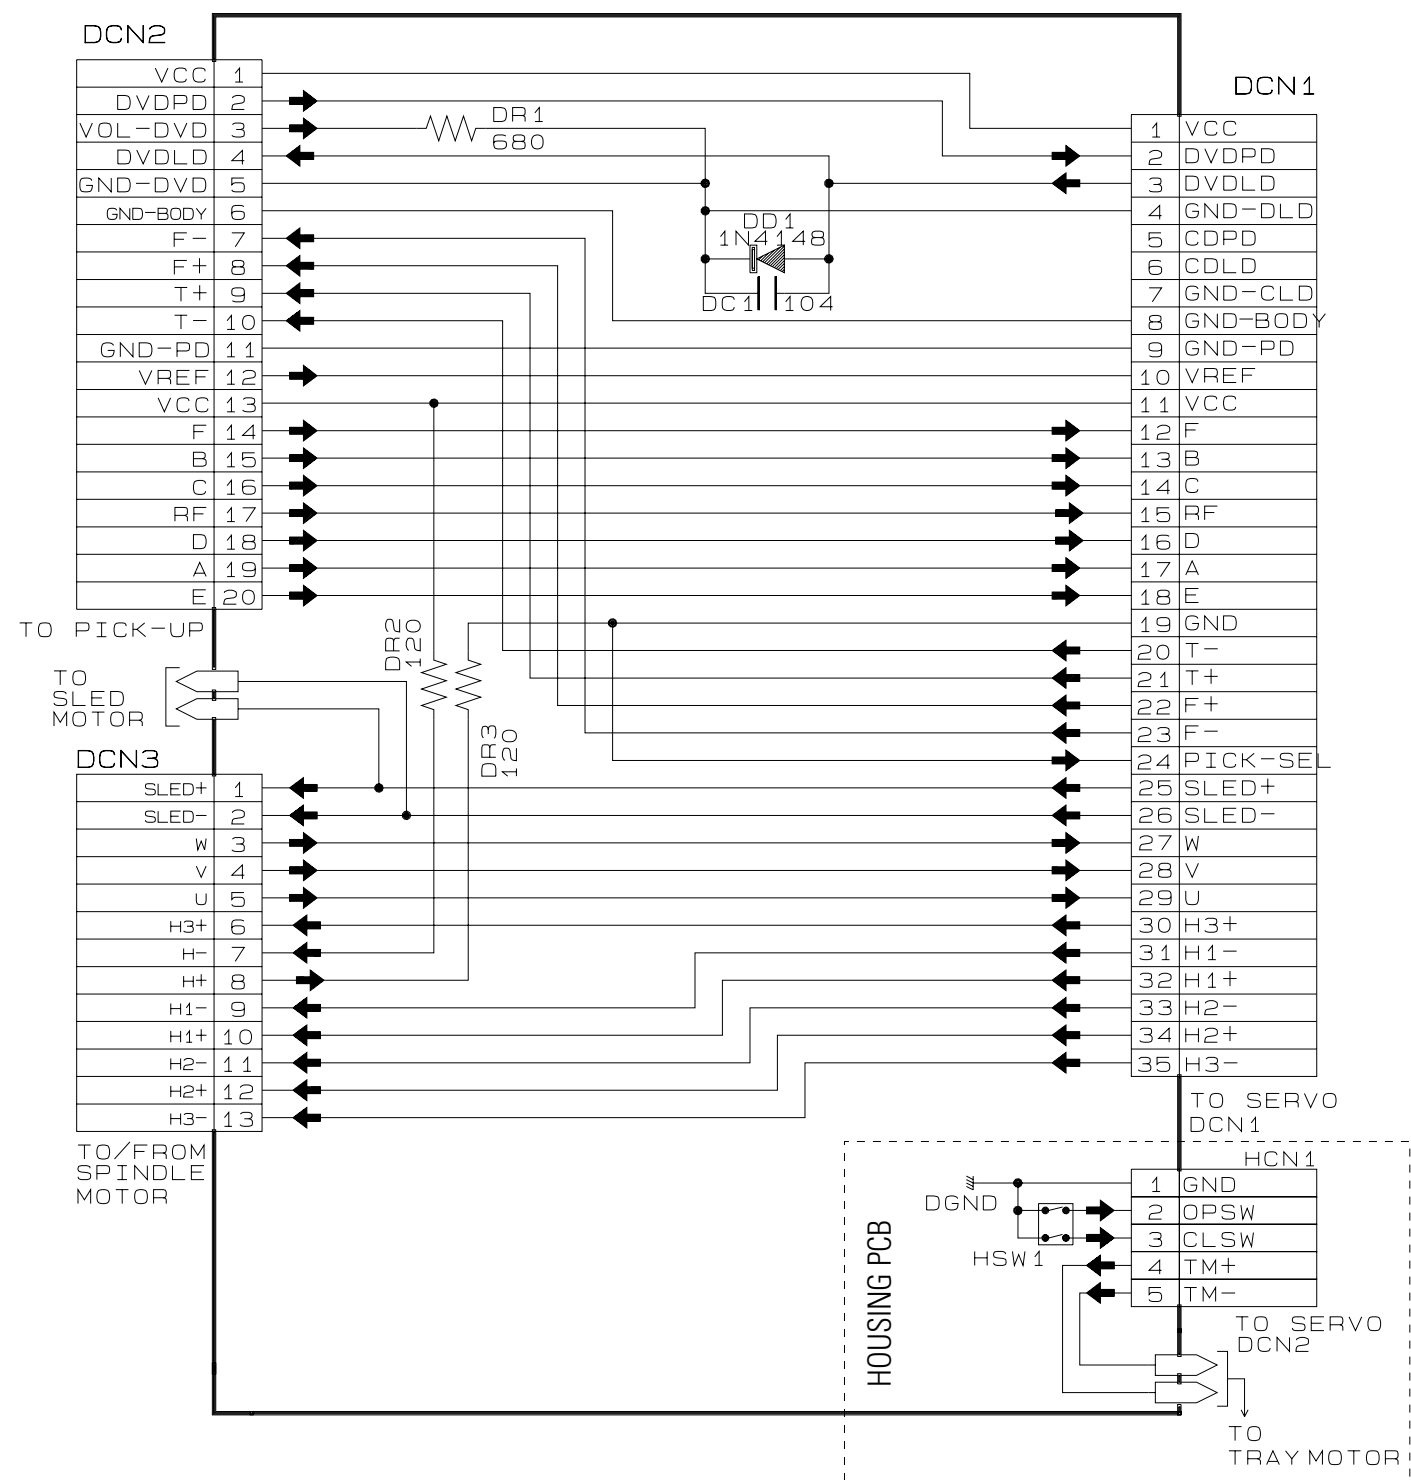 DCN2
VCC 1
DVDPD 2
VOL-DVD 3
DVDLD 4
GND-DVD 5
GND-BODY 6
F- 7
F+ 8
T+ 9
T- 10
GND-PD 11
VREF 12
VCC 13
F 14
B 15
C 16
RF 17
D 18
A 19
E 20
TO PICK-UP
TO
SLED
MOTOR
DCN3
SLED+ 1
SLED- 2
W 3
V 4
U 5
H3+ 6
H- 7
H+ 8
H1- 9
H1+ 10
H2- 11
H2+ 12
H3- 13
TO/FROM
SPINDLE
MOTOR
DR1
680
DD1
1N4148
DC1 104
DR2
120
DR3
120
DCN1
1 VCC
2 DVDPD
3 DVDLD
4 GND-DLD
5 CDPD
6 CDLD
7 GND-CLD
8 GND-BODY
9 GND-PD
10 VREF
11 VCC
12 F
13 B
14 C
15 RF
16 D
17 A
18 E
19 GND
20 T-
21 T+
22 F+
23 F-
24 PICK-SEL
25 SLED+
26 SLED-
27 W
28 V
29 U
30 H3+
31 H1-
32 H1+
33 H2-
34 H2+
35 H3-
TO SERVO
DCN1
HCN1
1 GND
2 OPSW
3 CLSW
4 TM+
5 TM-
DGND
HSW1
HOUSING PCB
TO SERVO
DCN2
TO
TRAY MOTOR